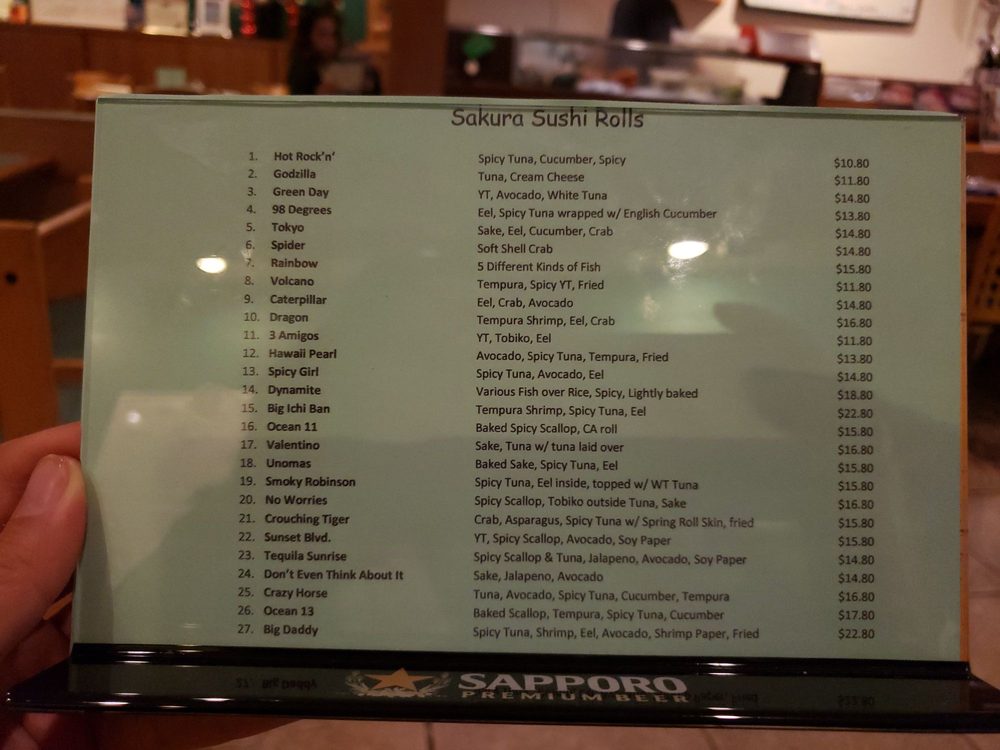 Sakura Sushi Rolls
1. Hot Rock'n' Spicy Tuna, Cucumber, Spicy $10.80
2. Godzilla Tuna, Cream Cheese $11.80
3. Green Day YT, Avocado, White Tuna $14.80
4. 98 Degrees Eel, Spicy Tuna wrapped w/ English Cucumber $13.80
5. Tokyo Sake, Eel, Cucumber, Crab $14.80
6. Spider Soft Shell Crab $14.80
7. Rainbow 5 Different Kinds of Fish $15.80
8. Volcano Tempura, Spicy YT, Fried $11.80
9. Caterpillar Eel, Crab, Avocado $14.80
10. Dragon Tempura Shrimp, Eel, Crab $16.80
11. 3 Amigos YT, Tobiko, Eel $11.80
12. Hawaii Pearl Avocado, Spicy Tuna, Tempura, Fried $13.80
13. Spicy Girl Spicy Tuna, Avocado, Eel $14.80
14. Dynamite Various Fish over Rice, Spicy, Lightly baked $18.80
15. Big Ichi Ban Tempura Shrimp, Spicy Tuna, Eel $22.80
16. Ocean 11 Baked Spicy Scallop, CA roll $15.80
17. Valentino Sake, Tuna w/ tuna laid over $16.80
18. Unomas Baked Sake, Spicy Tuna, Eel $15.80
19. Smoky Robinson Spicy Tuna, Eel inside, topped w/ WT Tuna $15.80
20. No Worries Spicy Scallop, Tobiko outside Tuna, Sake $16.80
21. Crouching Tiger Crab, Asparagus, Spicy Tuna w/ Spring Roll Skin, fried $15.80
22. Sunset Blvd. YT, Spicy Scallop, Avocado, Soy Paper $15.80
23. Tequila Sunrise Spicy Scallop & Tuna, Jalapeno, Avocado, Soy Paper $14.80
24. Don't Even Think About It Sake, Jalapeno, Avocado $14.80
25. Crazy Horse Tuna, Avocado, Spicy Tuna, Cucumber, Tempura $16.80
26. Ocean 13 Baked Scallop, Tempura, Spicy Tuna, Cucumber $17.80
27. Big Daddy Spicy Tuna, Shrimp, Eel, Avocado, Shrimp Paper, Fried $22.80
SAPPORO
PREMIUM BEER